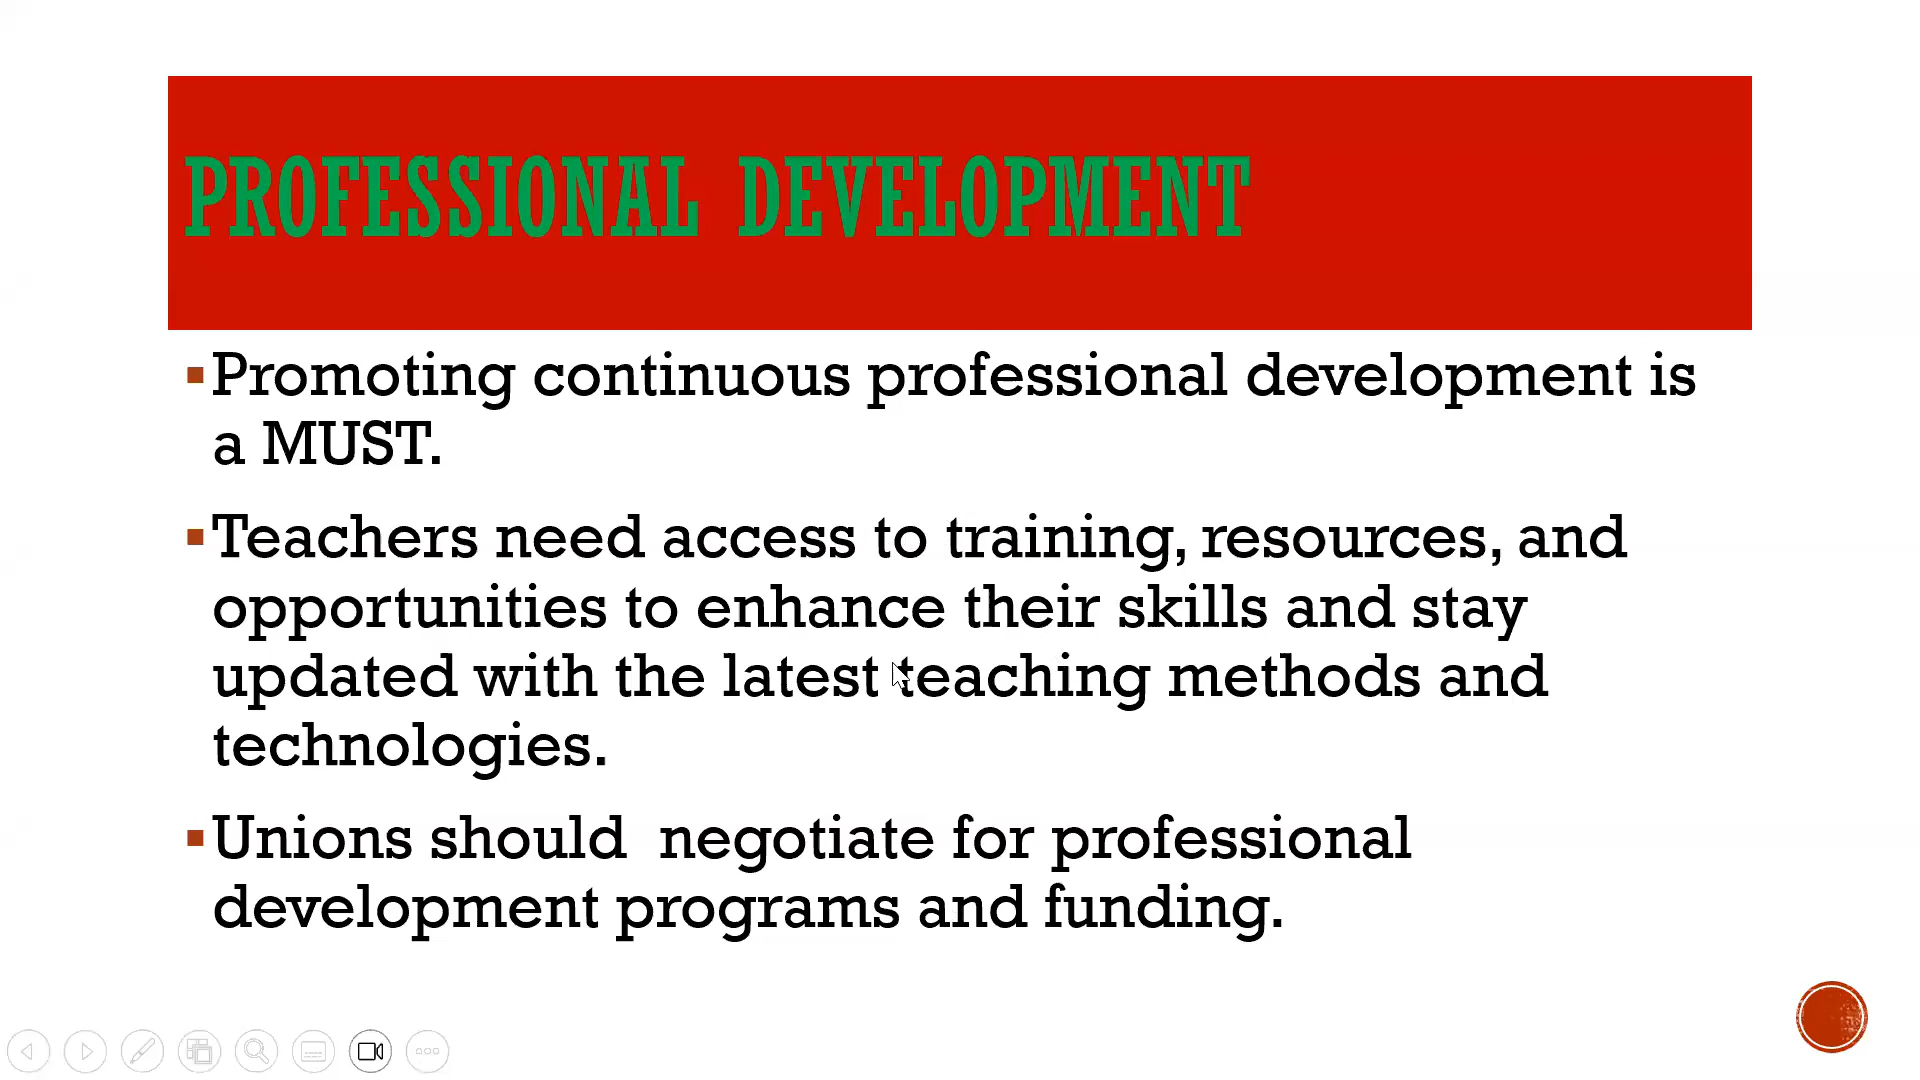 PROFESSIONAL DEVELOPMENT
▪Promoting continuous professional development is
a MUST.
▪Teachers need access to training, resources, and
opportunities to enhance their skills and stay
updated with the latest teaching methods and
technologies.
▪Unions should negotiate for professional
development programs and funding.